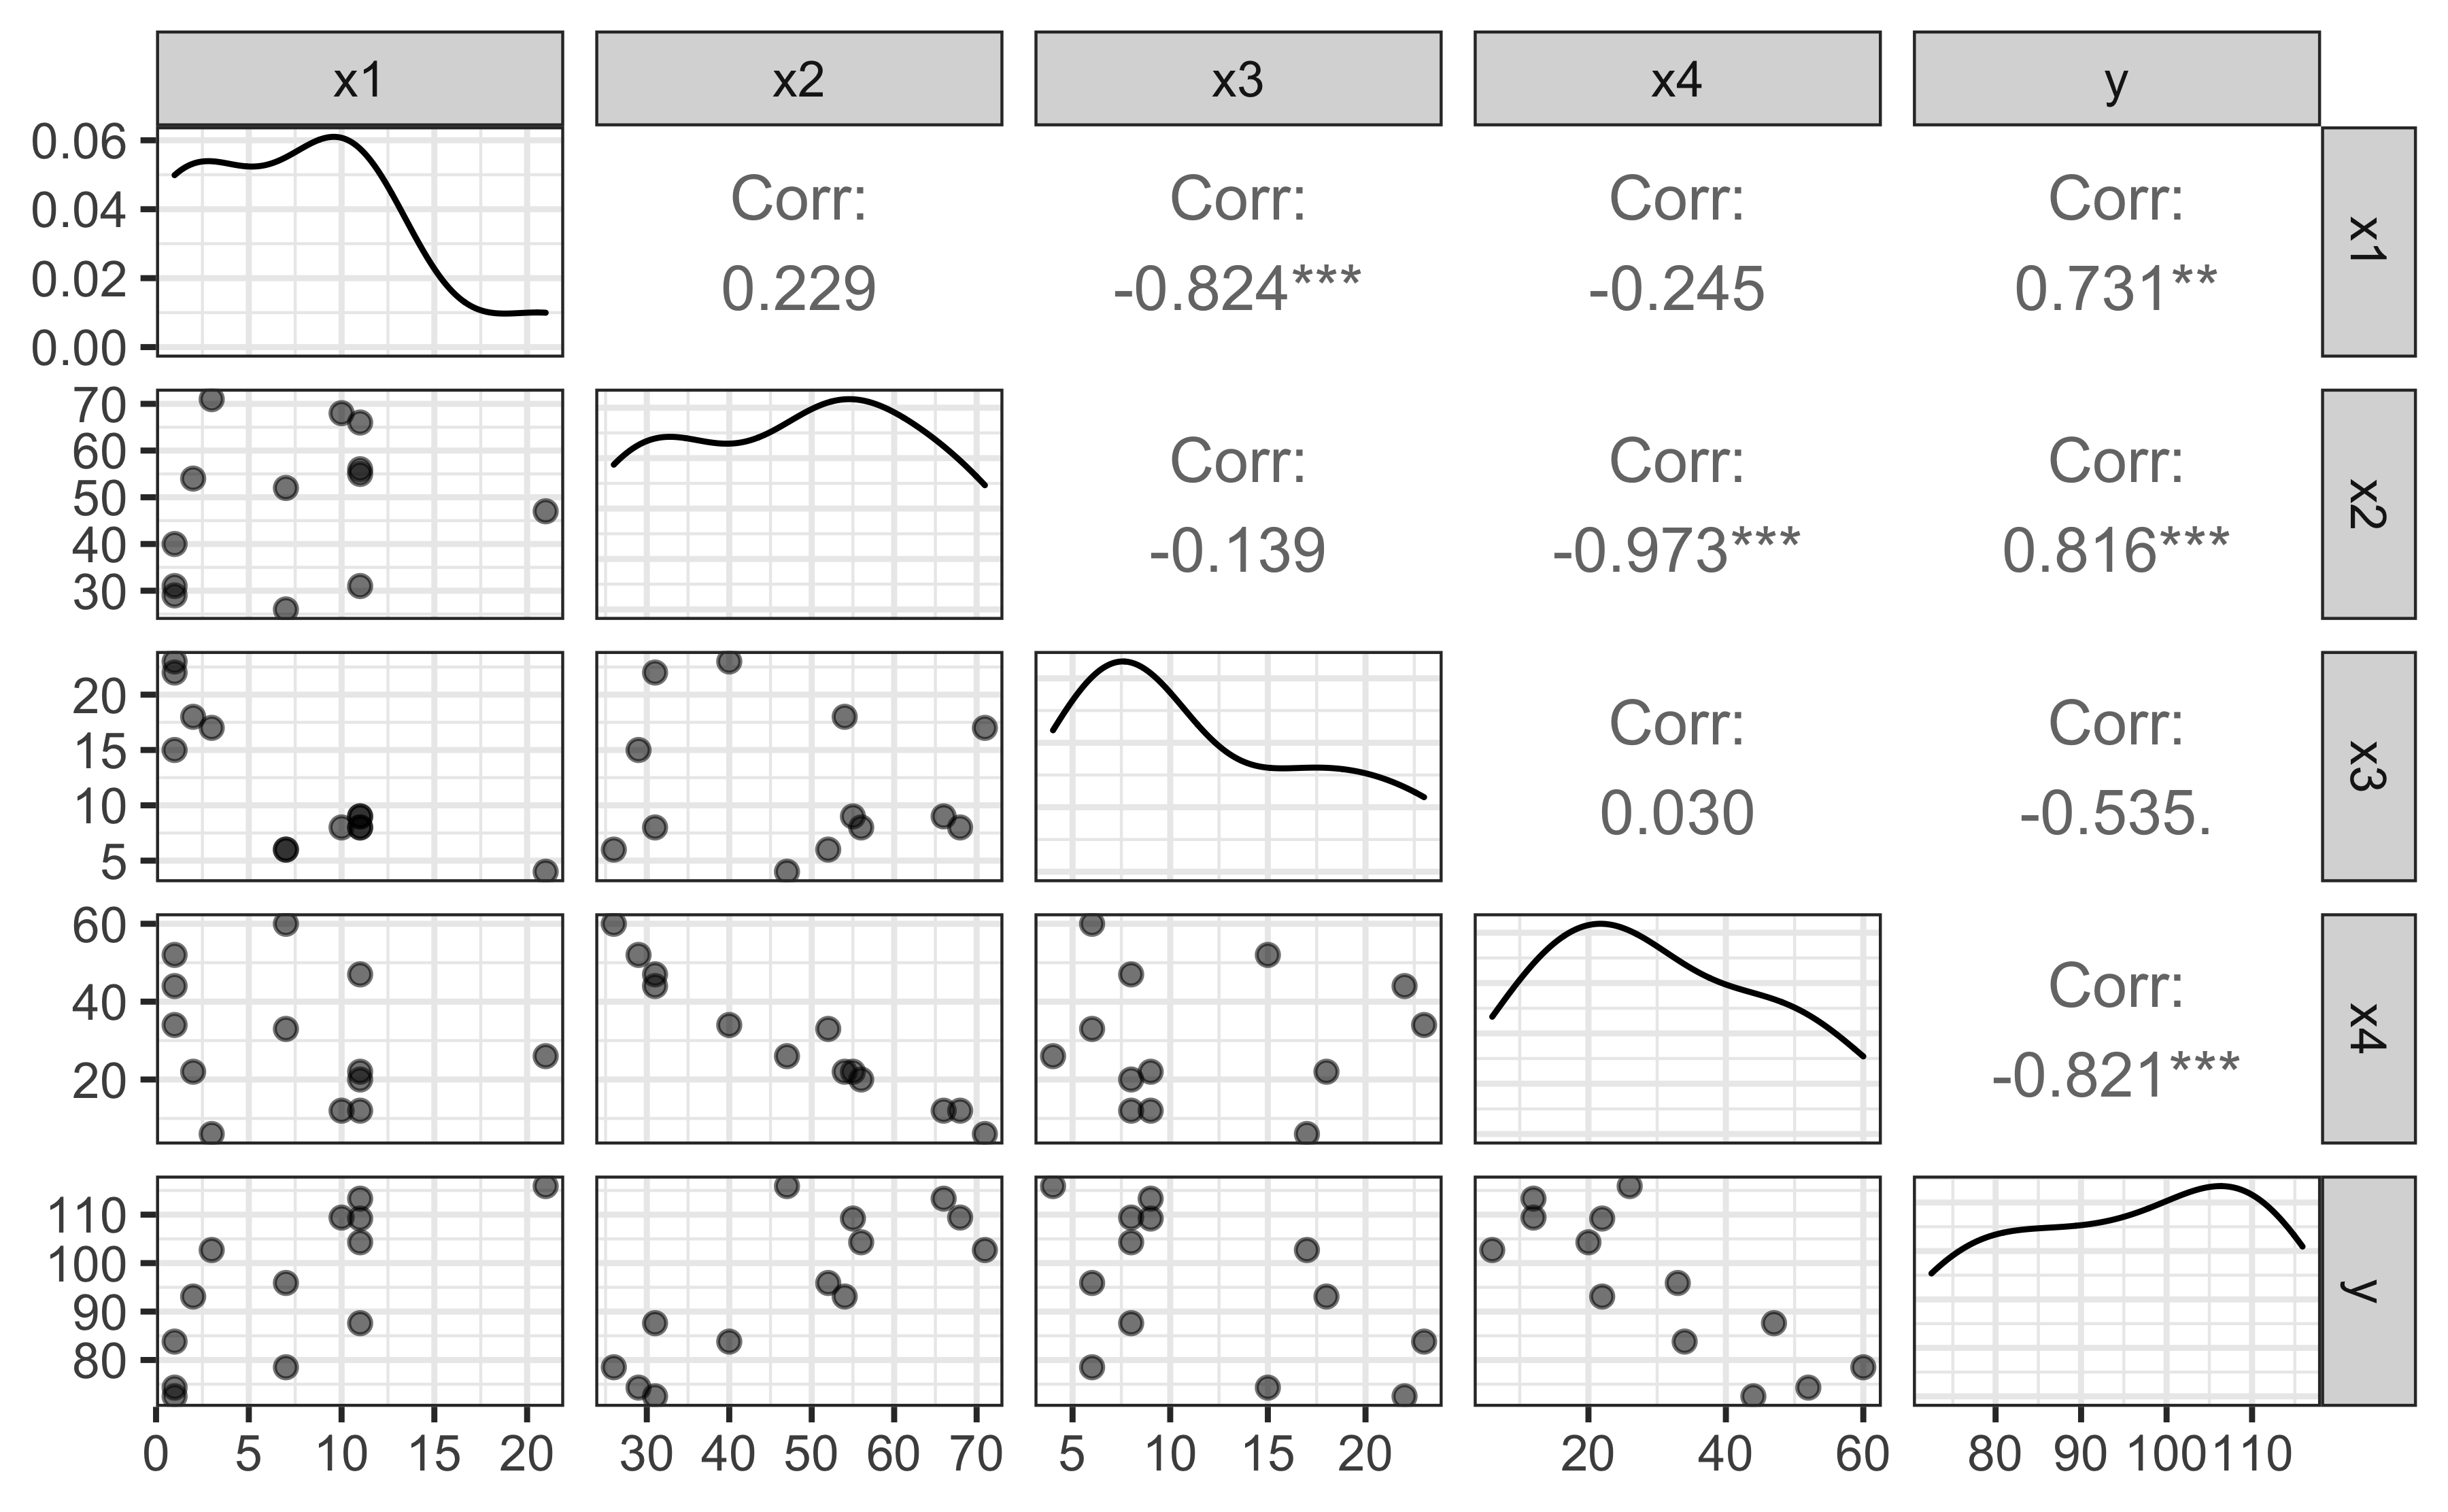 x1 x2 x3 x4 y
0.06
0.04
0.02
0.00
Corr:
0.229
Corr:
-0.824***
Corr:
-0.245
Corr:
0.731**
x1
70
60
50
40
30
Corr:
-0.139
Corr:
-0.973***
Corr:
0.816***
x2
20
15
10
5
Corr:
0.030
Corr:
-0.535.
x3
60
40
20
Corr:
-0.821***
x4
110
100
90
80
y
0 5 10 15 20 30 40 50 60 70 5 10 15 20 20 40 60 80 90 100 110